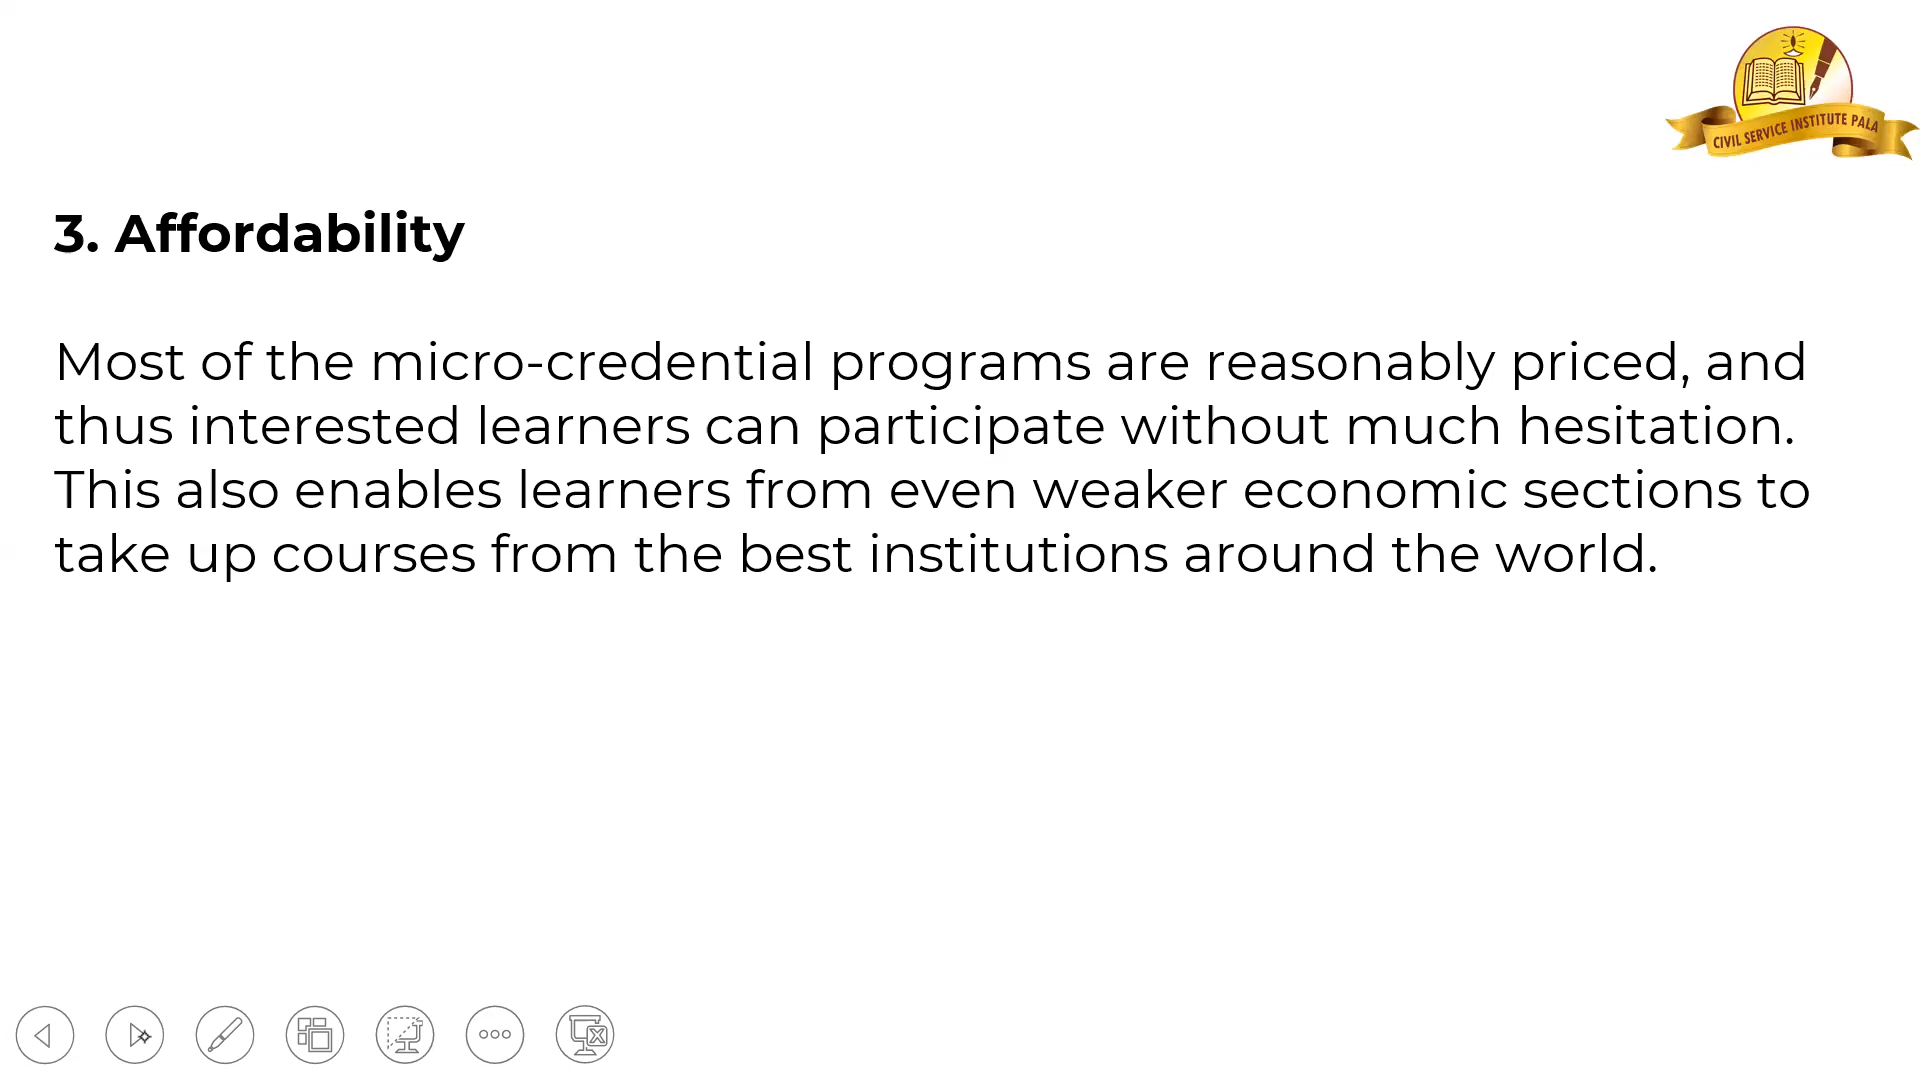 CIVIL SERVICE INSTITUTE PALA
3. Affordability
Most of the micro-credential programs are reasonably priced, and
thus interested learners can participate without much hesitation.
This also enables learners from even weaker economic sections to
take up courses from the best institutions around the world.